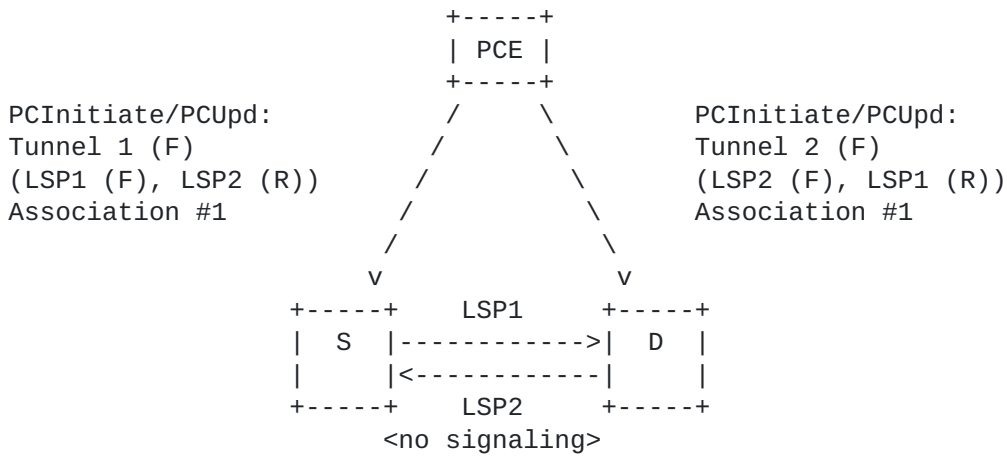 PCE
PCInitiate/PCUpd: PCInitiate/PCUpd:
Tunnel 1 (F) Tunnel 2 (F)
(LSP1 (F), LSP2 (R)) (LSP2 (F), LSP1 (R))
Association #1 Association #1
LSP1
S D
LSP2
<no signaling>